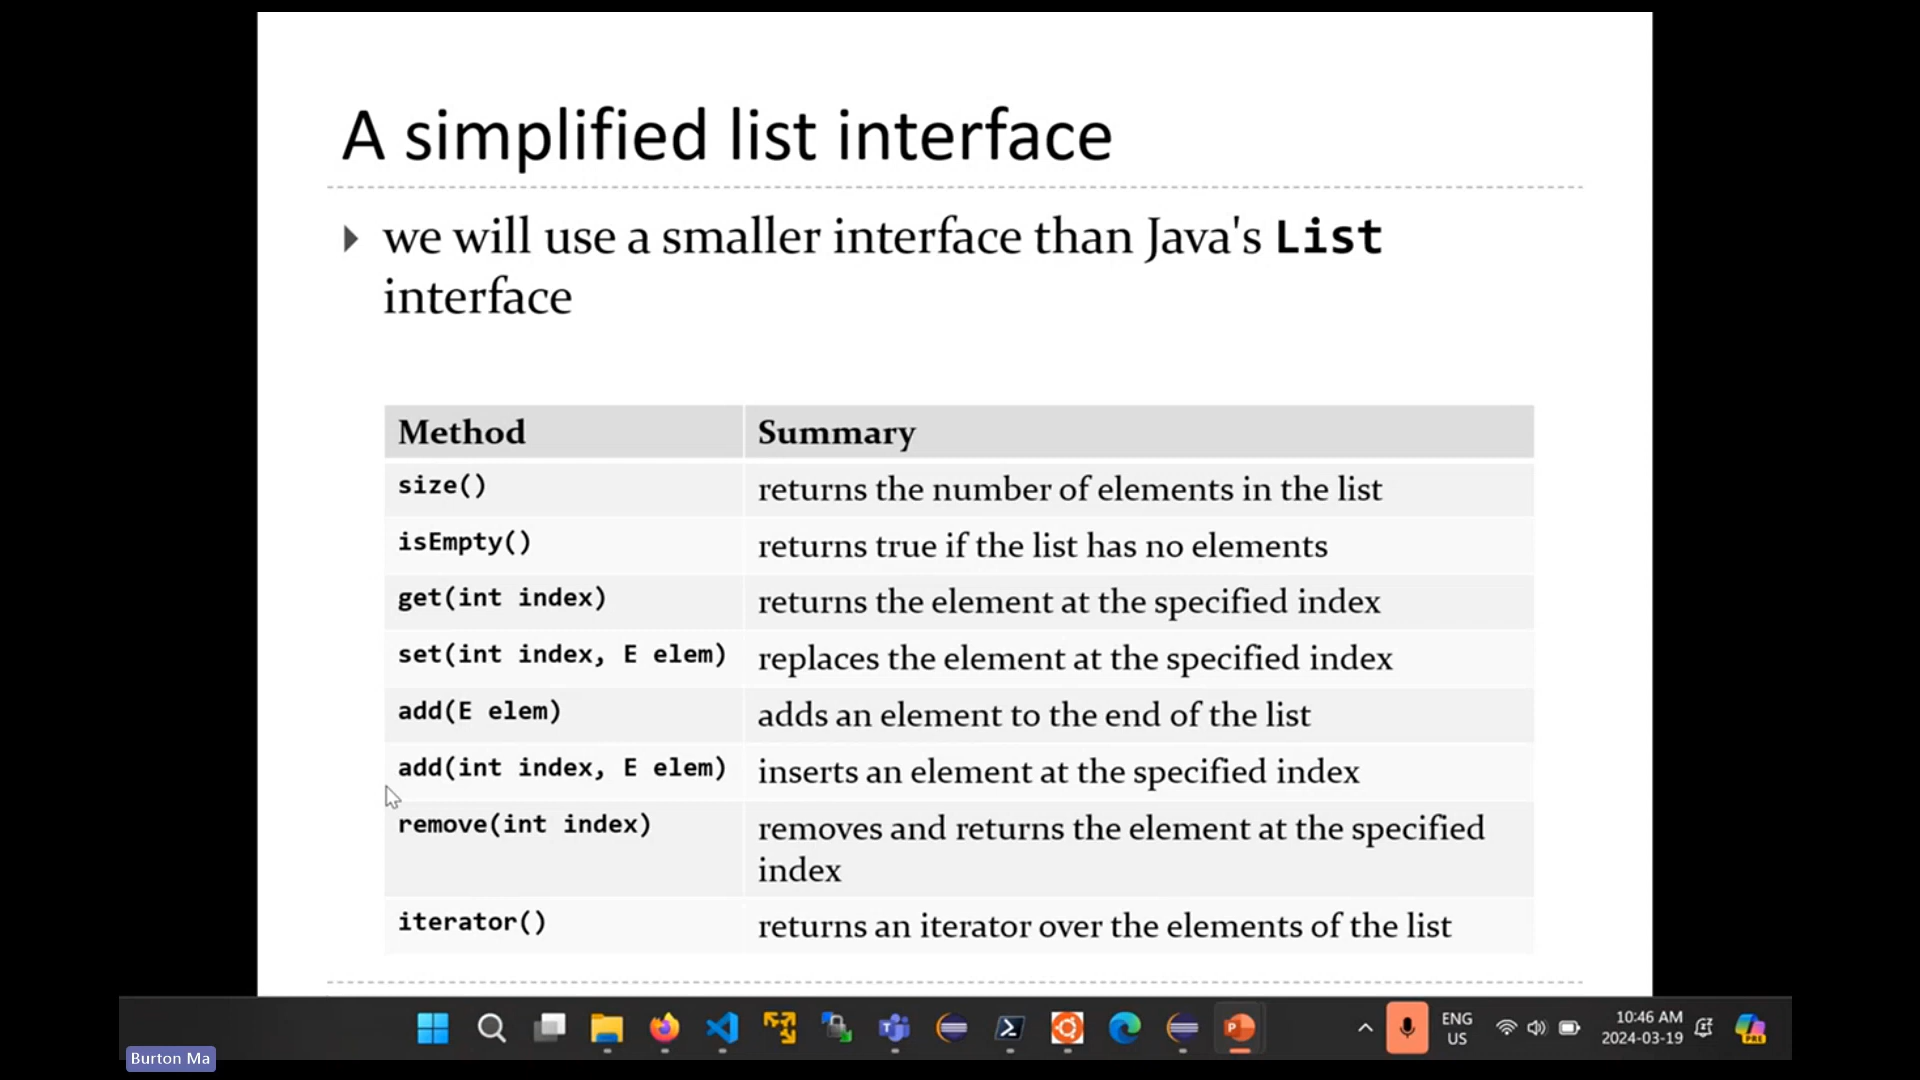 A simplified list interface
we will use a smaller interface than Java's List
interface
Method Summary
size() returns the number of elements in the list
isEmpty() returns true if the list has no elements
get(int index) returns the element at the specified index
set(int index, E elem) replaces the element at the specified index
add(E elem) adds an element to the end of the list
add(int index, E elem) inserts an element at the specified index
remove(int index) removes and returns the element at the specified
index
iterator() returns an iterator over the elements of the list
ENG 10:46 AM
US 2024-03-19
PRE
Burton Ma